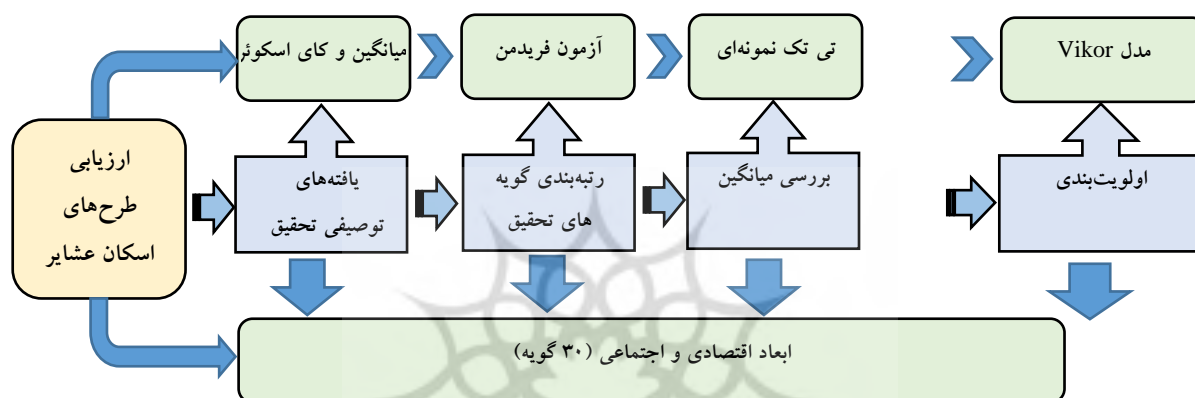 میانگین و کای اسکوئر
آزمون فریدمن
تی تک نمونه‌ای
مدل Vikor
ارزیابی
طرح‌های
اسکان عشایر
یافته‌های
توصیفی تحقیق
رتبه‌بندی گویه
های تحقیق
بررسی میانگین
اولویت‌بندی
ابعاد اقتصادی و اجتماعی (۳۰ گویه)